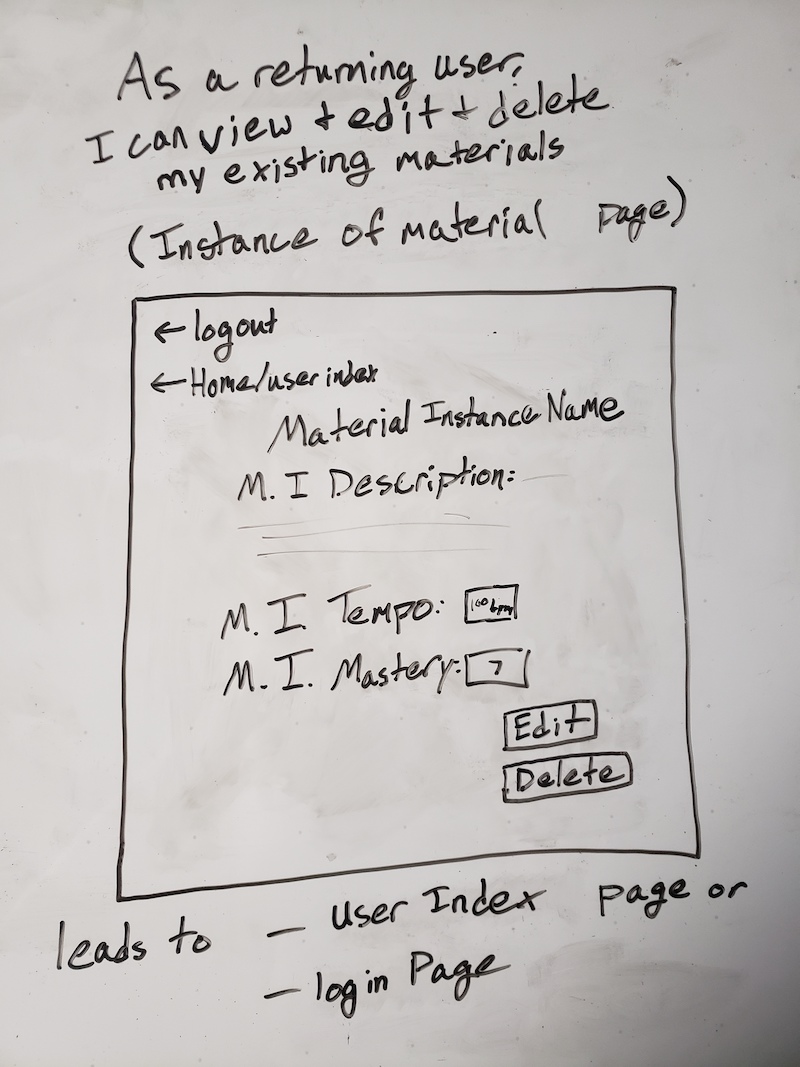 As a returning user,
I can view + edit + delete
my existing materials
(Instance of material page)
← logout
← Home/user index
Material Instance Name
M. I Description:
M. I. Tempo: 100 bpm
M. I. Mastery: 7
Edit
Delete
leads to — user Index page or
— login Page